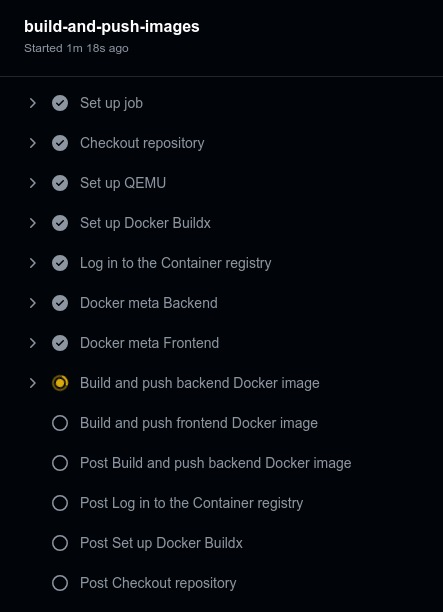 build-and-push-images
Started 1m 18s ago
Set up job
Checkout repository
Set up QEMU
Set up Docker Buildx
Log in to the Container registry
Docker meta Backend
Docker meta Frontend
Build and push backend Docker image
Build and push frontend Docker image
Post Build and push backend Docker image
Post Log in to the Container registry
Post Set up Docker Buildx
Post Checkout repository